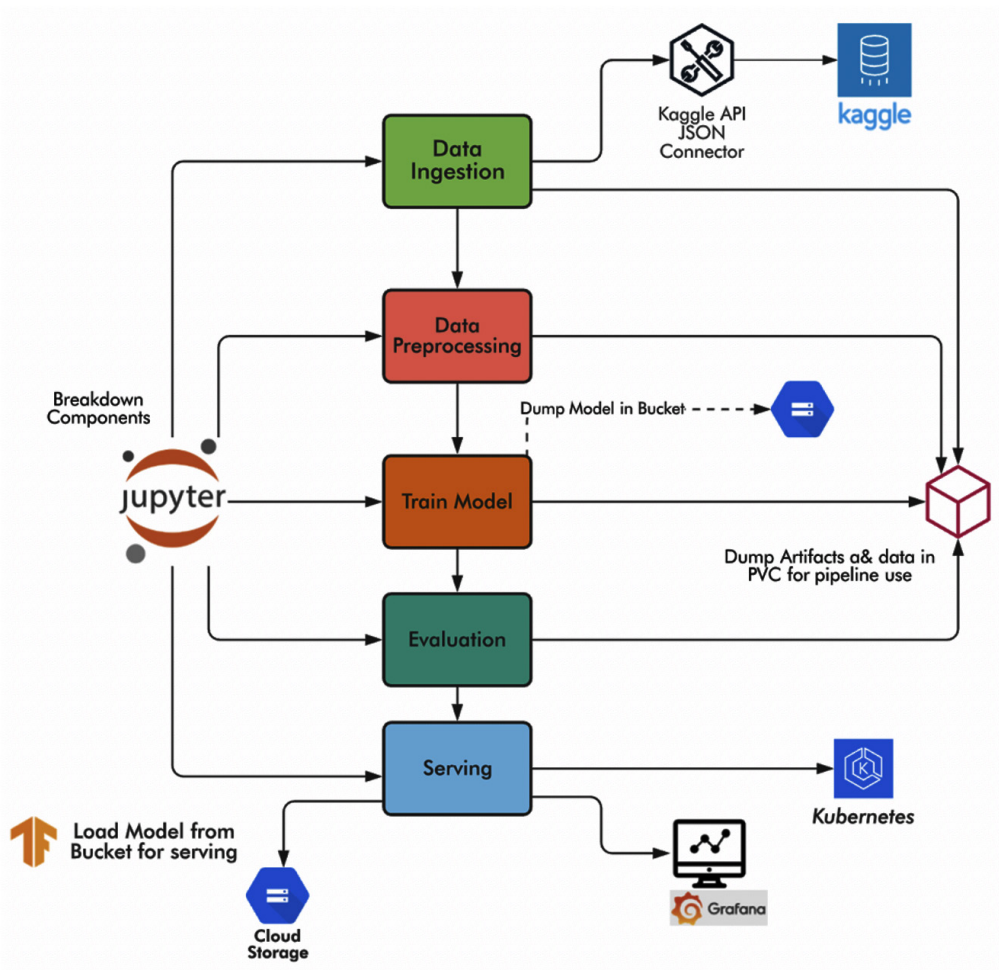 Data
Ingestion
Kaggle API
JSON
Connector
kaggle
Data
Preprocessing
Breakdown
Components
Dump Model in Bucket
jupyter
Train Model
Dump Artifacts a& data in
PVC for pipeline use
Evaluation
Serving
K
Kubernetes
Load Model from
Bucket for serving
Grafana
Cloud
Storage